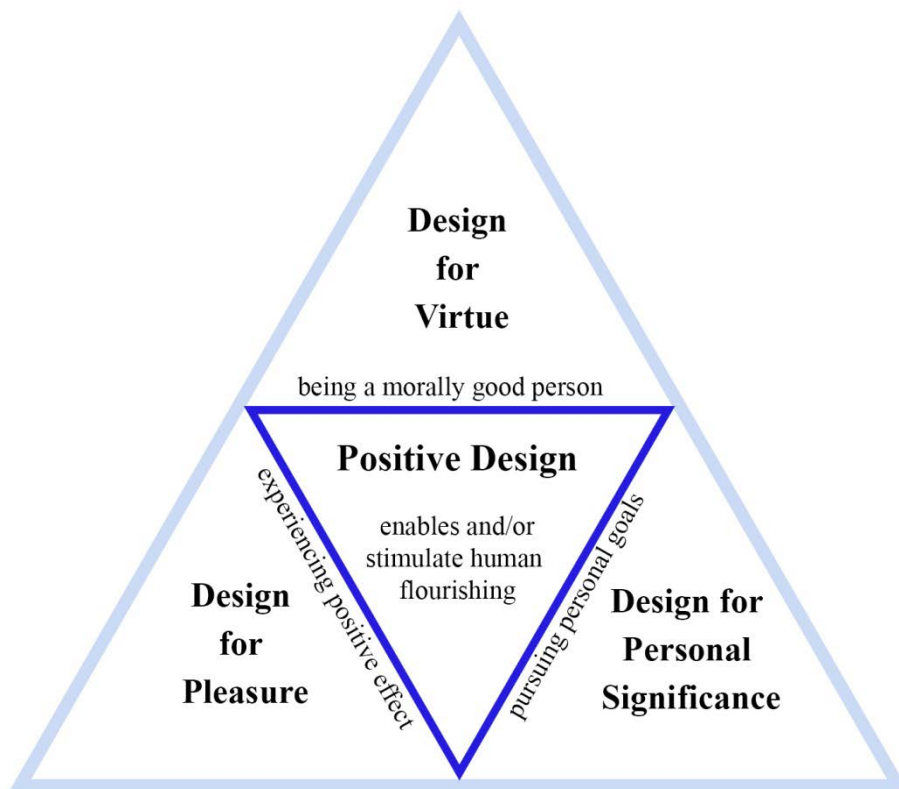 Design
for
Virtue
being a morally good person
Positive Design
enables and/or
stimulate human
flourishing
experiencing positive effect
pursuing personal goals
Design
for
Pleasure
Design for
Personal
Significance